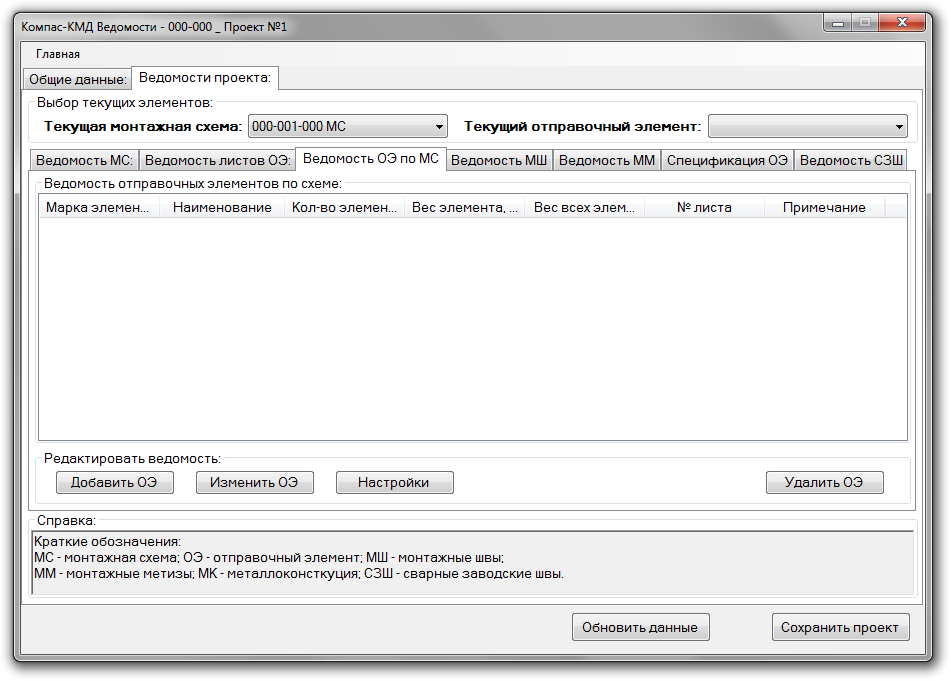 Компас-КМД Ведомости - 000-000 _ Проект №1
Главная
Общие данные: Ведомости проекта:
Выбор текущих элементов:
Текущая монтажная схема: 000-001-000 МС Текущий отправочный элемент:
Ведомость МС: Ведомость листов ОЭ: Ведомость ОЭ по МС Ведомость МШ Ведомость ММ Спецификация ОЭ Ведомость СЗШ
Ведомость отправочных элементов по схеме:
Марка элемен... Наименование Кол-во элемен... Вес элемента, ... Вес всех элем... № листа Примечание
Редактировать ведомость:
Добавить ОЭ Изменить ОЭ Настройки Удалить ОЭ
Справка:
Краткие обозначения:
МС - монтажная схема; ОЭ - отправочный элемент; МШ - монтажные швы;
ММ - монтажные метизы; МК - металлоконсткуция; СЗШ - сварные заводские швы.
Обновить данные Сохранить проект